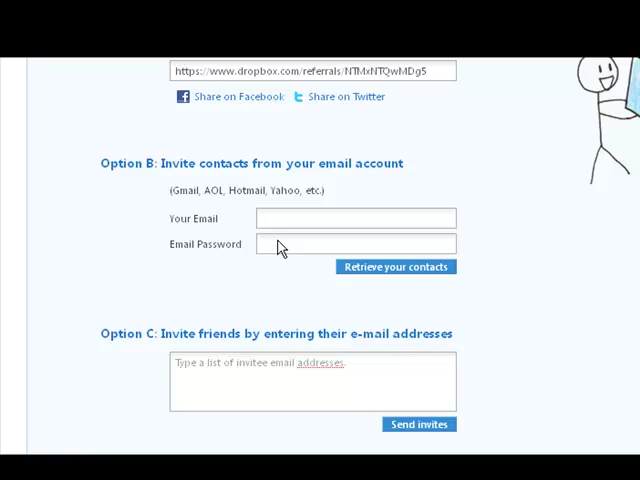 https://www.dropbox.com/referrals/NTMxNTQwMDg5
Share on Facebook Share on Twitter
Option B: Invite contacts from your email account
(Gmail, AOL, Hotmail, Yahoo, etc.)
Your Email
Email Password
Retrieve your contacts
Option C: Invite friends by entering their e-mail addresses
Type a list of invitee email addresses.
Send invites